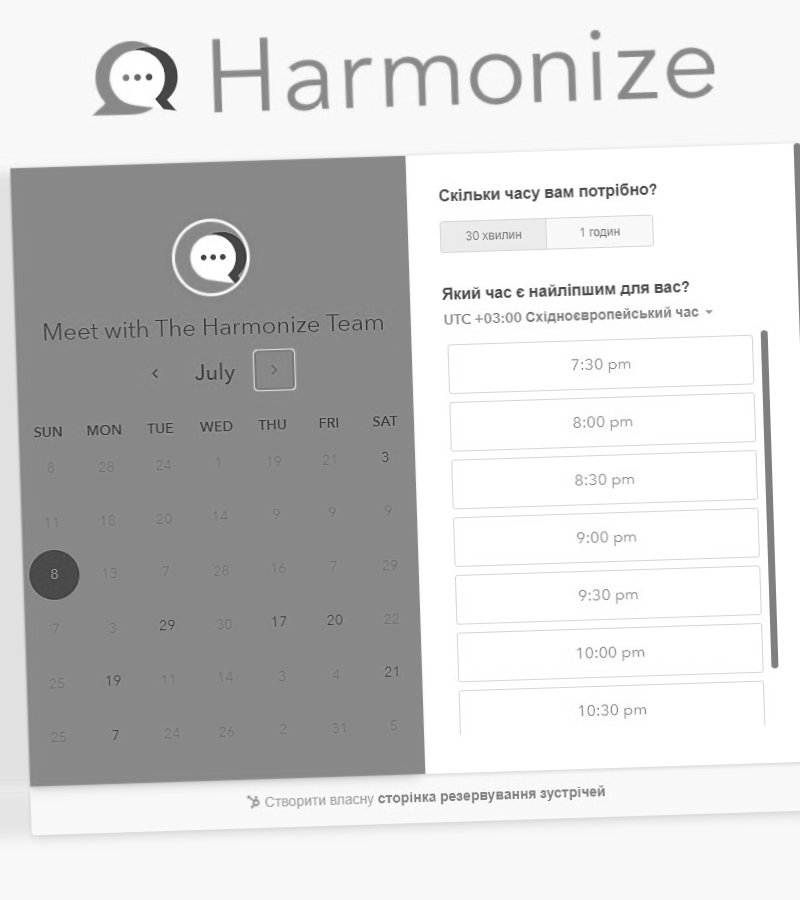 Harmonize
Meet with The Harmonize Team
July
SUN MON TUE WED THU FRI SAT
8 28 24 1 19 21 3
11 18 20 14 9 9 9
8 13 7 28 16 7 29
7 3 29 30 17 20 22
25 19 11 14 3 4 21
25 7 24 26 2 31 5
Скільки часу вам потрібно?
30 хвилин 1 годин
Який час є найліпшим для вас?
UTC +03:00 Східноєвропейський час
7:30 pm
8:00 pm
8:30 pm
9:00 pm
9:30 pm
10:00 pm
10:30 pm
Створити власну сторінка резервування зустрічей